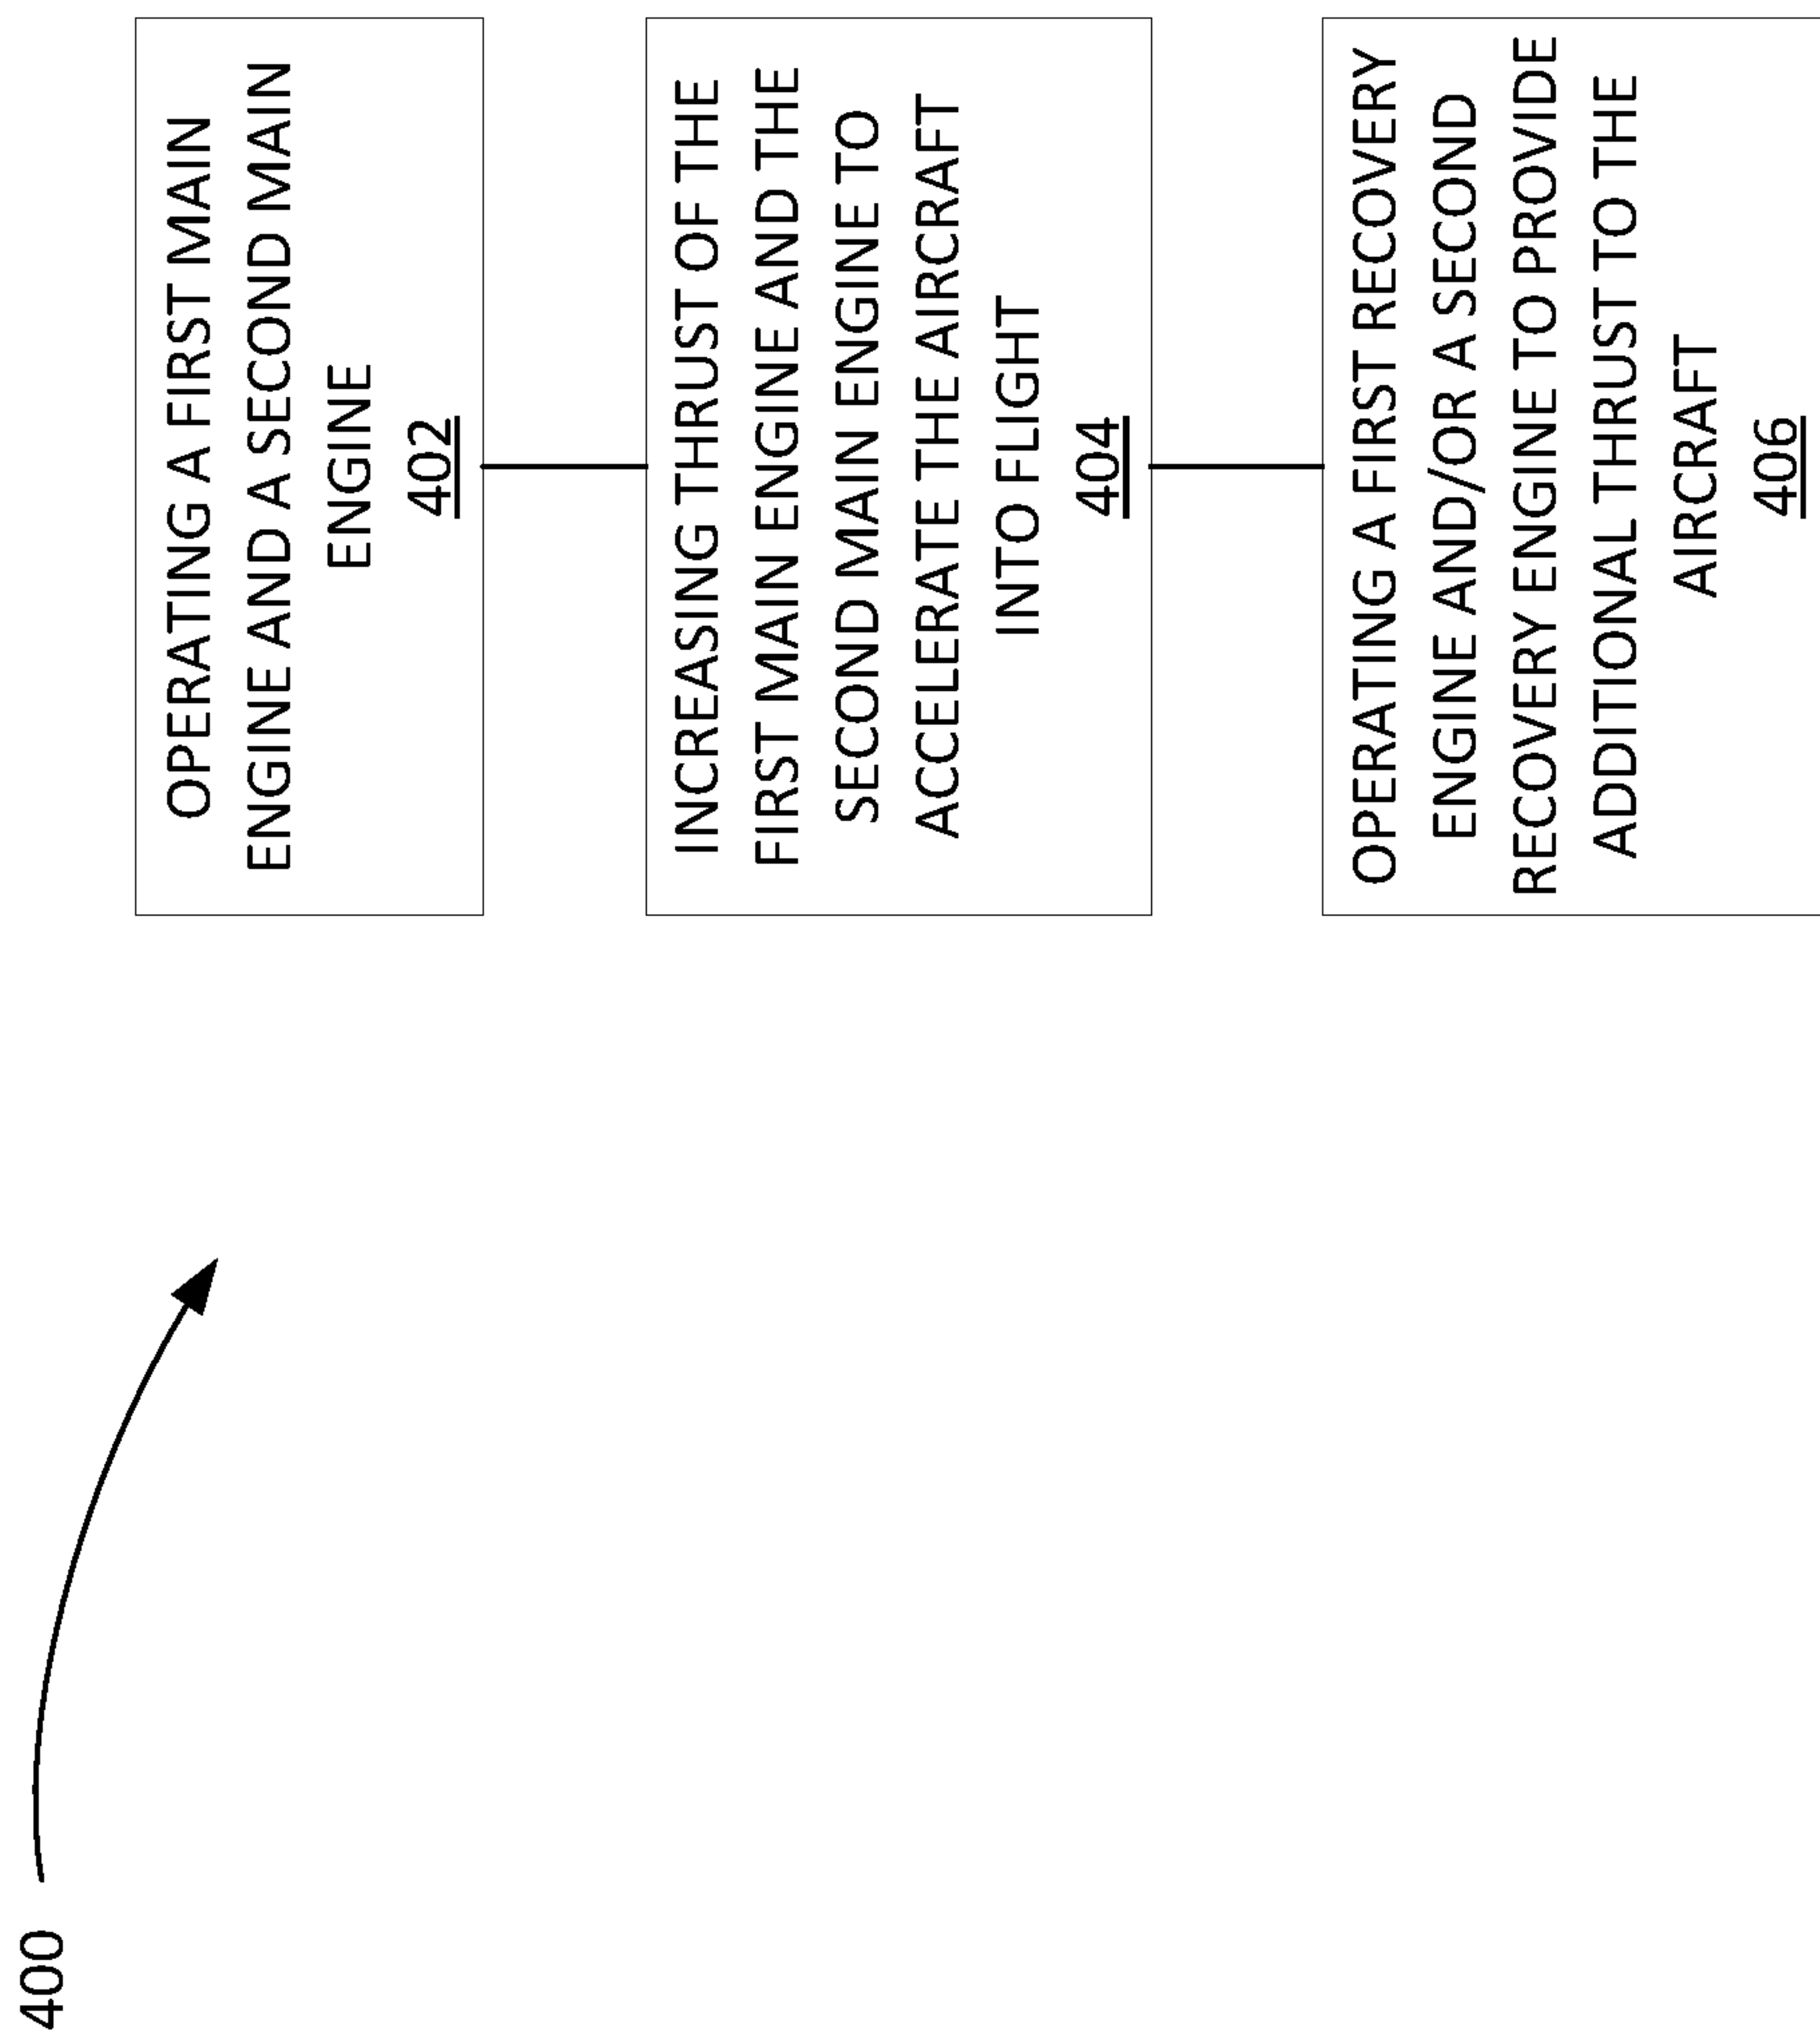 400
OPERATING A FIRST MAIN
ENGINE AND A SECOND MAIN
ENGINE
402
INCREASING THRUST OF THE
FIRST MAIN ENGINE AND THE
SECOND MAIN ENGINE TO
ACCELERATE THE AIRCRAFT
INTO FLIGHT
404
OPERATING A FIRST RECOVERY
ENGINE AND/OR A SECOND
RECOVERY ENGINE TO PROVIDE
ADDITIONAL THRUST TO THE
AIRCRAFT
406